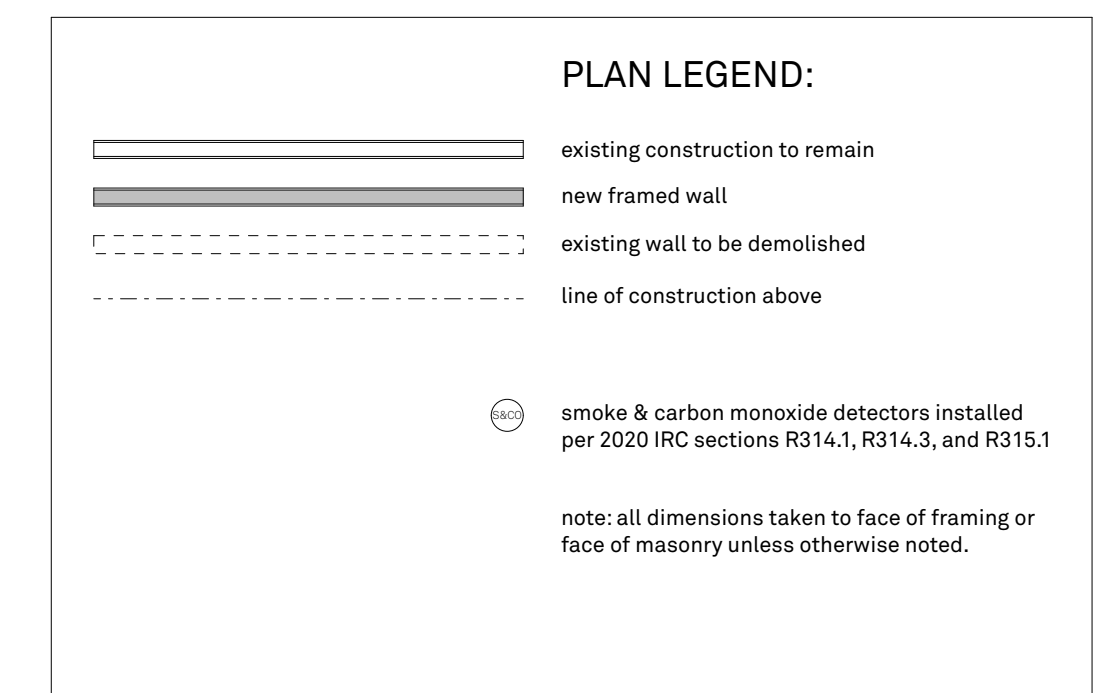 PLAN LEGEND:
existing construction to remain
new framed wall
existing wall to be demolished
line of construction above
S&CO
smoke & carbon monoxide detectors installed
per 2020 IRC sections R314.1, R314.3, and R315.1
note: all dimensions taken to face of framing or
face of masonry unless otherwise noted.